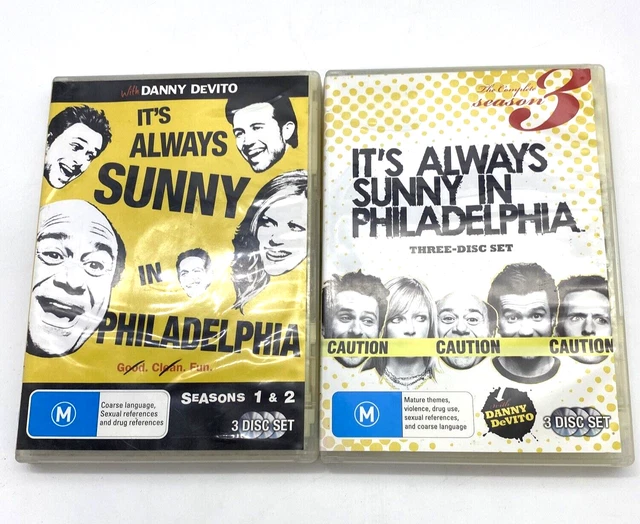 With DANNY DeVITO
IT'S
ALWAYS
SUNNY
IN
PHILADELPHIA
Good. Clean. Fun.
SEASONS 1 & 2
M
Coarse language,
Sexual references
and drug references
3 DISC SET
The Complete
season 3
IT'S ALWAYS
SUNNY IN
PHILADELPHIA
THREE-DISC SET
CAUTION CAUTION CAUTION
M
Mature themes,
violence, drug use,
sexual references,
and coarse language
with
DANNY
DeVITO
3 DISC SET